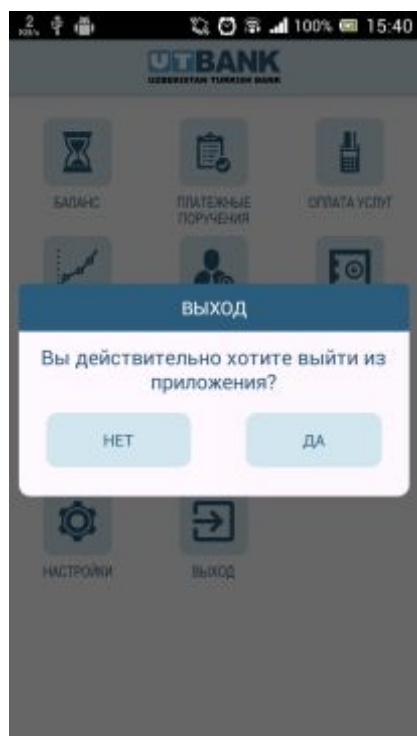 2
KB/s
100%
15:40
UTBANK
UZBEKISTAN TURKISH BANK
БАЛАНС
ПЛАТЕЖНЫЕ
ПОРУЧЕНИЯ
ОПЛАТА УСЛУГ
ВЫХОД
Вы действительно хотите выйти из
приложения?
НЕТ
ДА
НАСТРОЙКИ
ВЫХОД